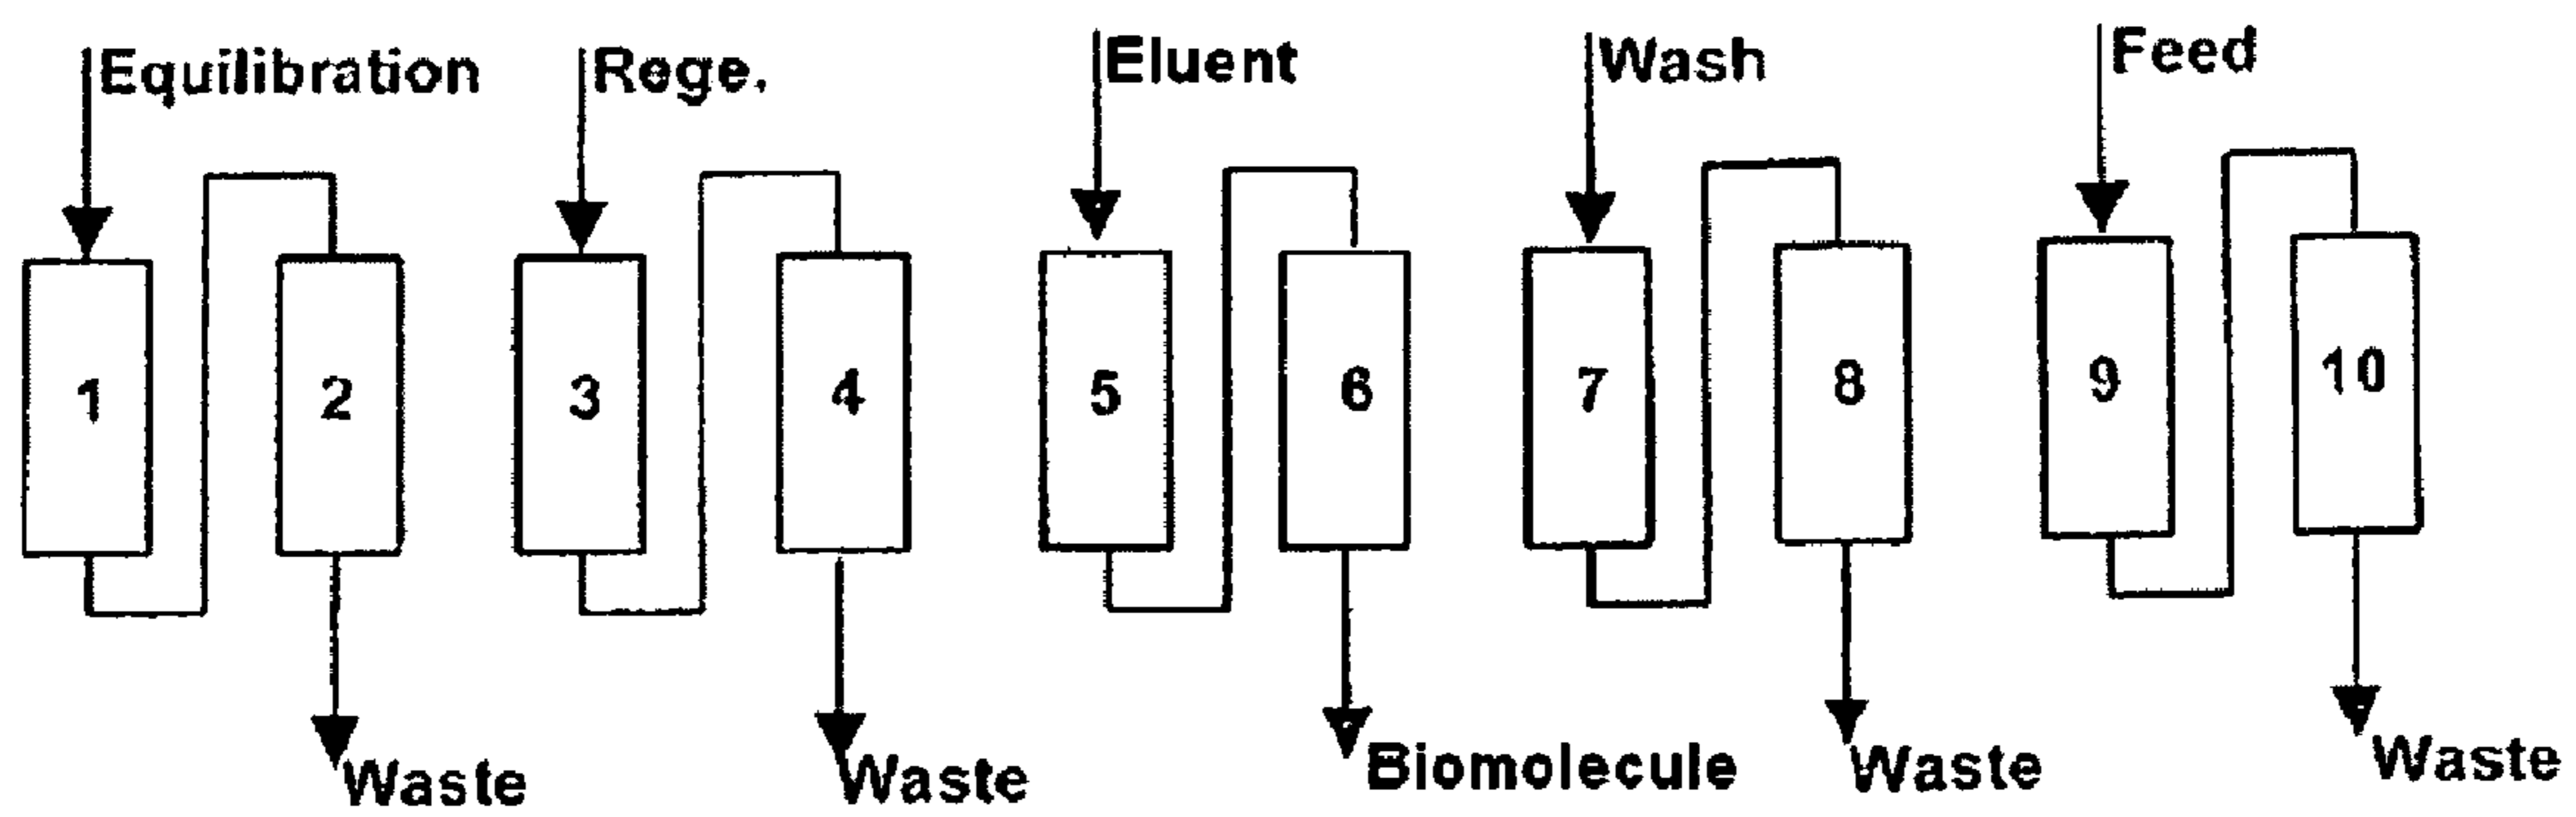 Equilibration
Rege.
Eluent
Wash
Feed
1
2
3
4
5
6
7
8
9
10
Waste
Waste
Biomolecule
Waste
Waste